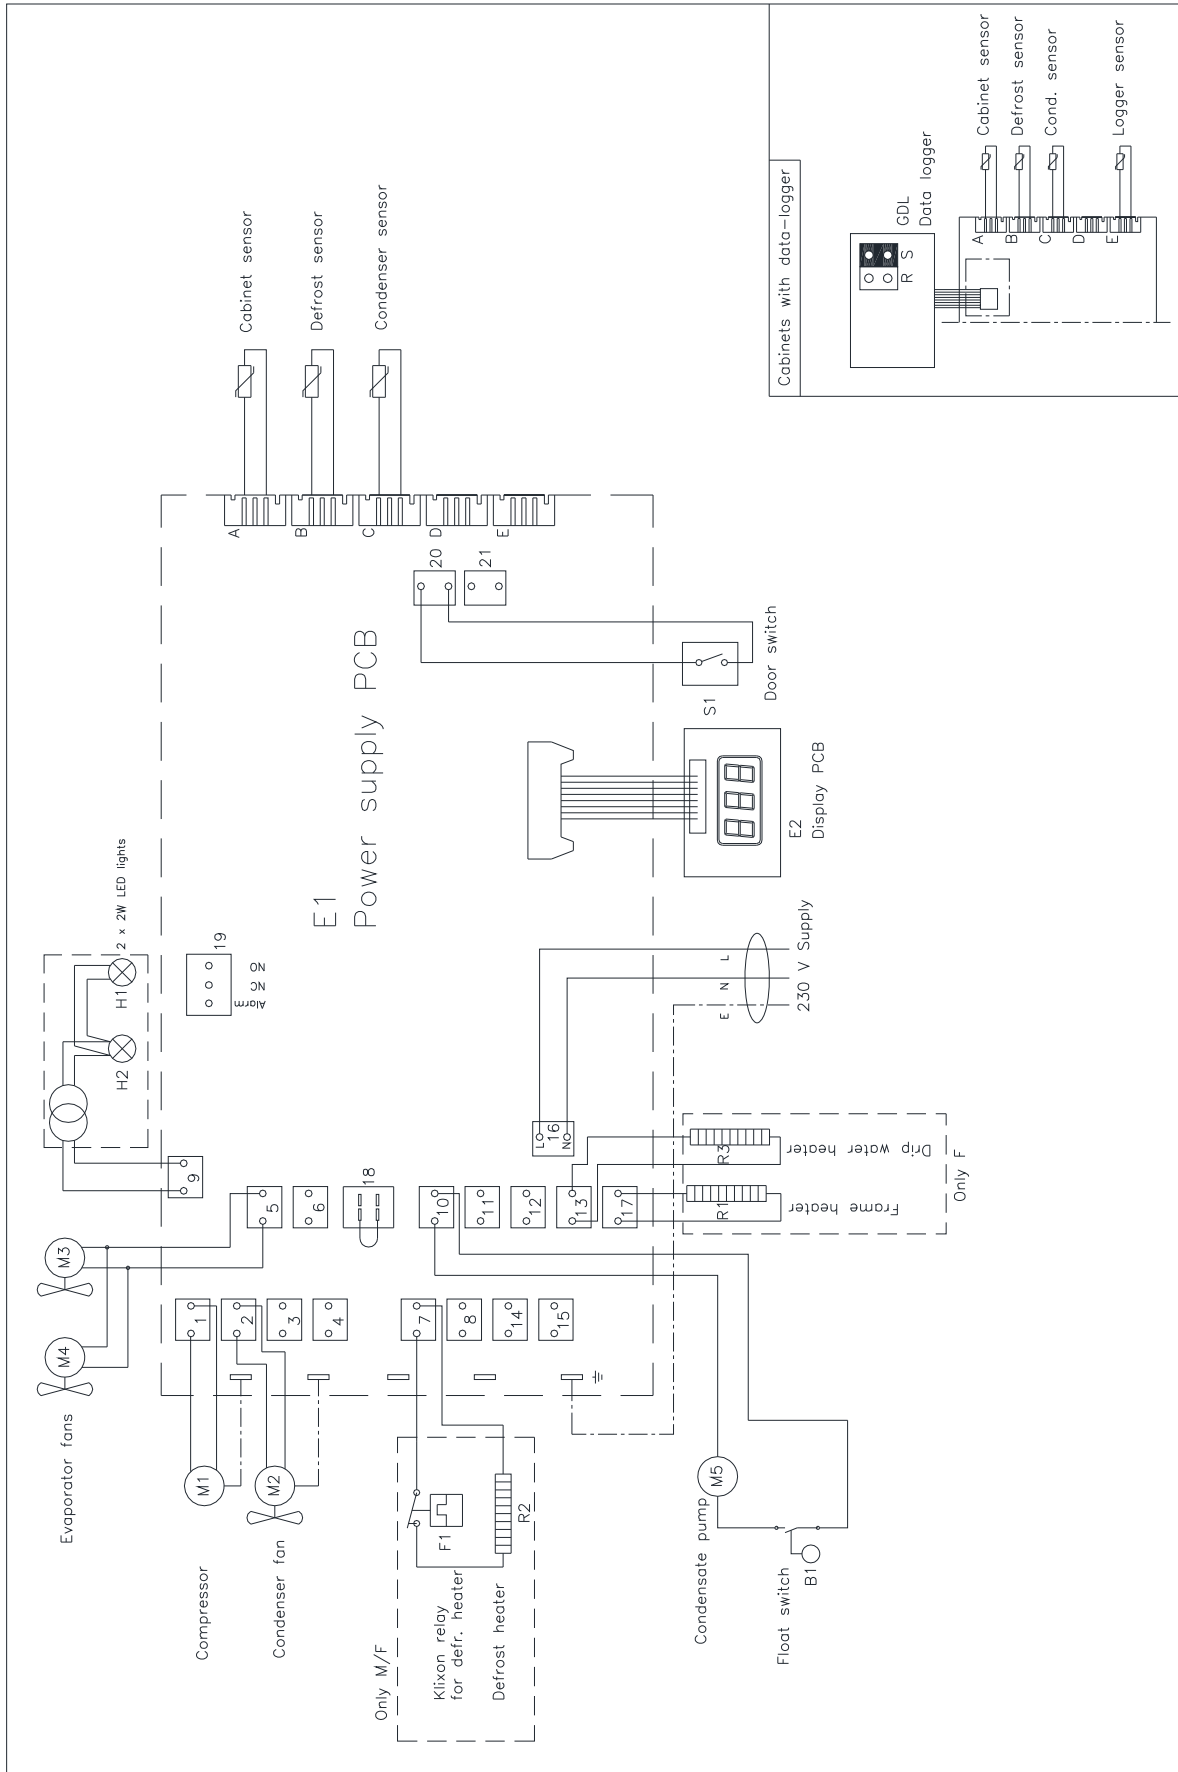 Evaporator fans
M4
M3
H2
H1
2 x 2W LED lights
Compressor
M1
Condenser fan
M2
1
2
3
4
9
5
6
18
19
Alarm
NC
NO
E1
Power supply PCB
A
B
C
D
E
Cabinet sensor
Defrost sensor
Condenser sensor
Only M/F
Klixon relay
for defr. heater
Defrost heater
F1
R2
7
8
14
15
10
11
12
13
17
L
16
N
20
21
Condensate pump
M5
Float switch
B1
R1
Frame heater
R3
Drip water heater
Only F
E
N
L
230 V Supply
E2
Display PCB
S1
Door switch
Cabinets with data-logger
R
S
GDL
Data logger
A
B
C
D
E
Cabinet sensor
Defrost sensor
Cond. sensor
Logger sensor